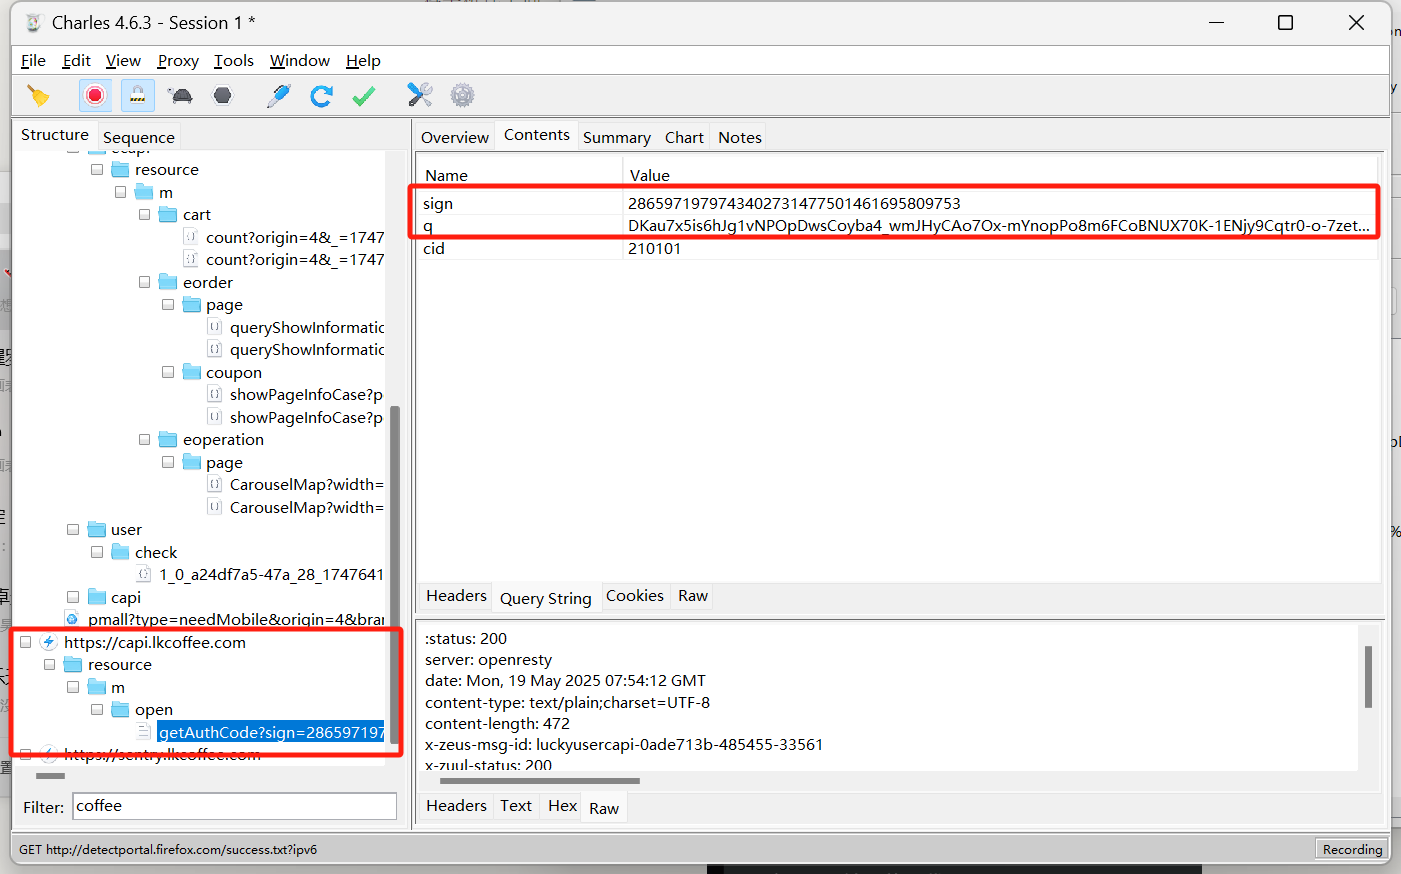 Charles 4.6.3 - Session 1 *
File Edit View Proxy Tools Window Help
Structure Sequence
resource
m
cart
count?origin=4&_=1747
count?origin=4&_=1747
eorder
page
queryShowInformatic
queryShowInformatic
coupon
showPageInfoCase?p
showPageInfoCase?p
eoperation
page
CarouselMap?width=
CarouselMap?width=
user
check
1_0_a24df7a5-47a_28_1747641
capi
pmall?type=needMobile&origin=4&brar
https://capi.lkcoffee.com
resource
m
open
getAuthCode?sign=286597197
https://sentry.lkcoffee.com
Filter: coffee
Overview Contents Summary Chart Notes
Name Value
sign 2865971979743402731477501461695809753
q DKau7x5is6hJg1vNPOpDwsCoyba4_wmJHyCAo7Ox-mYnopPo8m6FCoBNUX70K-1ENjy9Cqtr0-o-7zet...
cid 210101
Headers Query String Cookies Raw
:status: 200
server: openresty
date: Mon, 19 May 2025 07:54:12 GMT
content-type: text/plain;charset=UTF-8
content-length: 472
x-zeus-msg-id: luckyusercapi-0ade713b-485455-33561
x-zuul-status: 200
Headers Text Hex Raw
GET http://detectportal.firefox.com/success.txt?ipv6
Recording